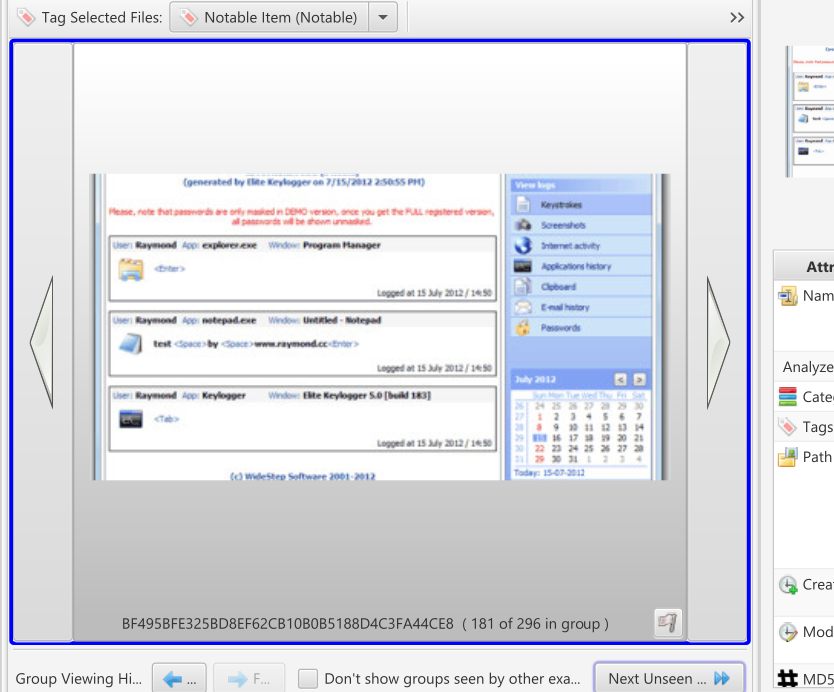 Tag Selected Files: Notable Item (Notable)
(generated by Elite Keylogger on 7/15/2012 2:50:55 PM)
Please, note that passwords are only masked in DEMO version, once you get the FULL registered version,
all passwords will be shown unmasked.
User: Raymond App: explorer.exe Window: Program Manager
<Enter>
Logged at 15 July 2012 / 14:50
User: Raymond App: notepad.exe Window: Untitled - Notepad
test <Space>by <Space>www.raymond.cc<Enter>
Logged at 15 July 2012 / 14:50
User: Raymond App: Keylogger Window: Elite Keylogger 5.0 [build 183]
<Tab>
Logged at 15 July 2012 / 14:50
(c) WideStep Software 2001-2012
View logs
Keystrokes
Screenshots
Internet activity
Applications history
Clipboard
E-mail history
Passwords
July 2012 < >
Sun Mon Tue Wed Thu Fri Sat
26 24 25 26 27 28 29 30
27 1 2 3 4 5 6 7
28 8 9 10 11 12 13 14
29 15 16 17 18 19 20 21
30 22 23 24 25 26 27 28
31 29 30 31 1 2 3 4
Today: 15-07-2012
BF495BFE325BD8EF62CB10B0B5188D4C3FA44CE8 ( 181 of 296 in group )
Group Viewing Hi... ... F... Don't show groups seen by other exa... Next Unseen ...
Attr
Nam
Analyze
Cate
Tags
Path
Crea
Mod
MD5